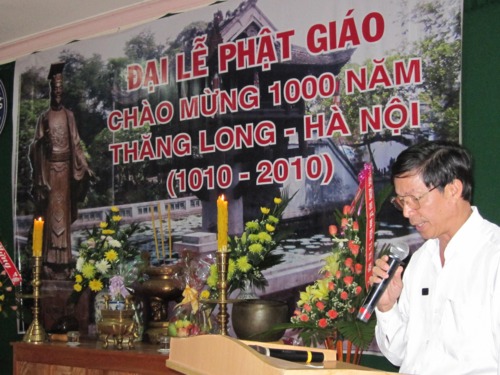 ĐẠI LỄ PHẬT GIÁO
CHÀO MỪNG 1000 NĂM
THĂNG LONG - HÀ NỘI
(1010 - 2010)